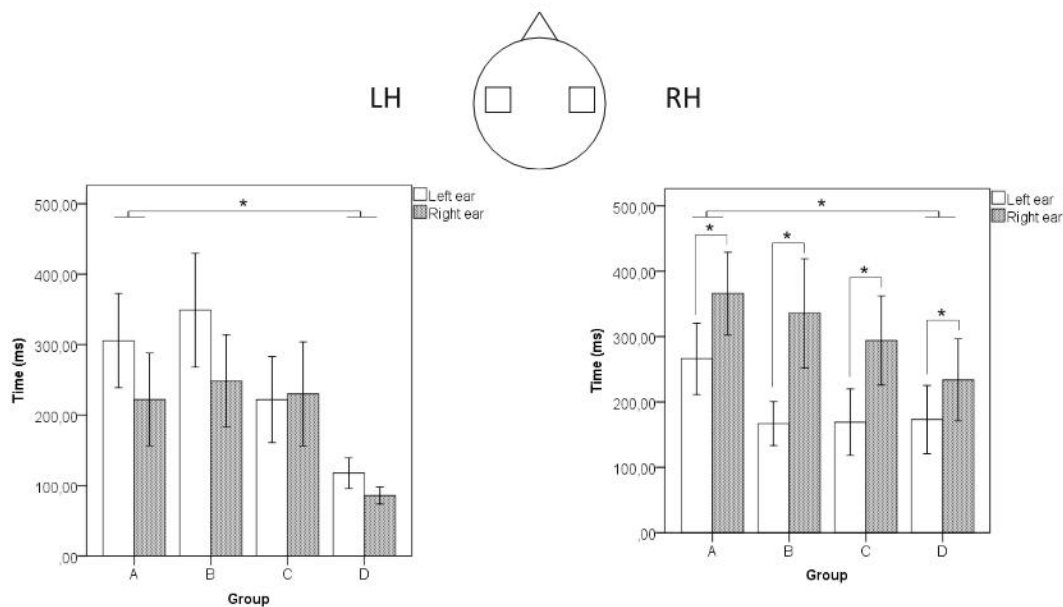 LH
RH
500,00
400,00
300,00
200,00
100,00
,00
Time (ms)
*
A
B
C
D
Group
Left ear
Right ear
500,00
400,00
300,00
200,00
100,00
,00
Time (ms)
*
*
*
*
*
A
B
C
D
Group
Left ear
Right ear